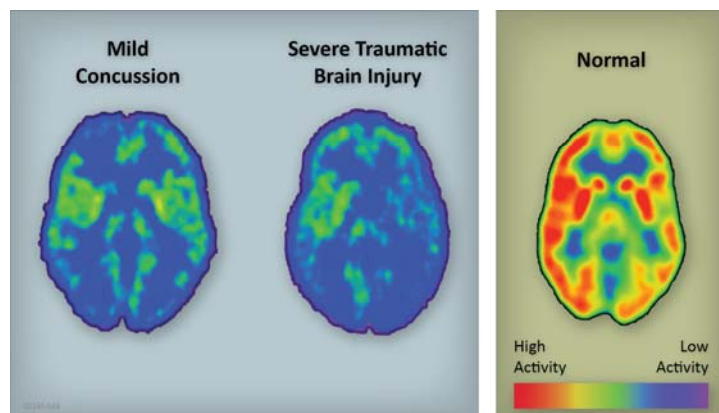 Mild
Concussion
Severe Traumatic
Brain Injury
Normal
High
Activity
Low
Activity